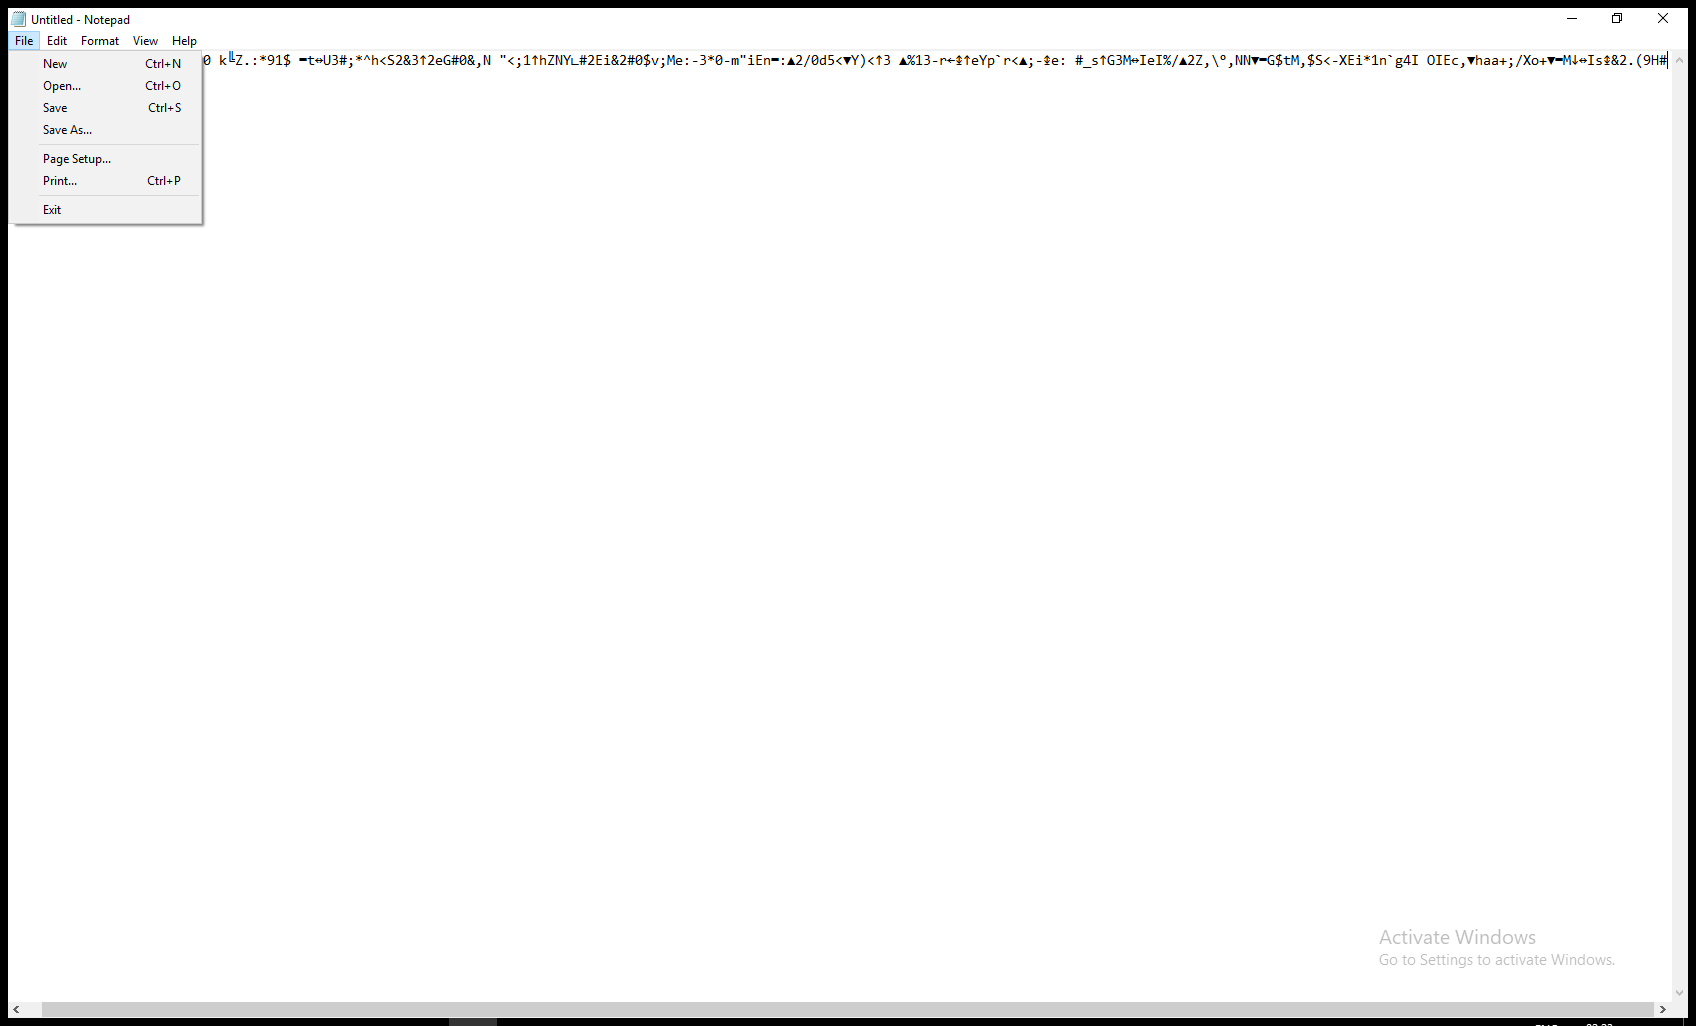 Untitled - Notepad
File Edit Format View Help
0 k╚Z.:*91$ ━t↔U3#;*^h<S2&3↑2eG#0&,N "<;1↑hZNY∟#2Ei&2#0$v;Me:-3*0-m"iEn━:▲2/0d5<▼Y)<↑3 ▲%13-r←↨↑eYp`r<▲;-↨e: #_s↑G3M↔IeI%/▲2Z,\°,NN▼━G$tM,$S<-XEi*1n`g4I OIEc,▼haa+;/Xo+▼━M↓↔Is↨&2.(9H#
New Ctrl+N
Open... Ctrl+O
Save Ctrl+S
Save As...
Page Setup...
Print... Ctrl+P
Exit
Activate Windows
Go to Settings to activate Windows.